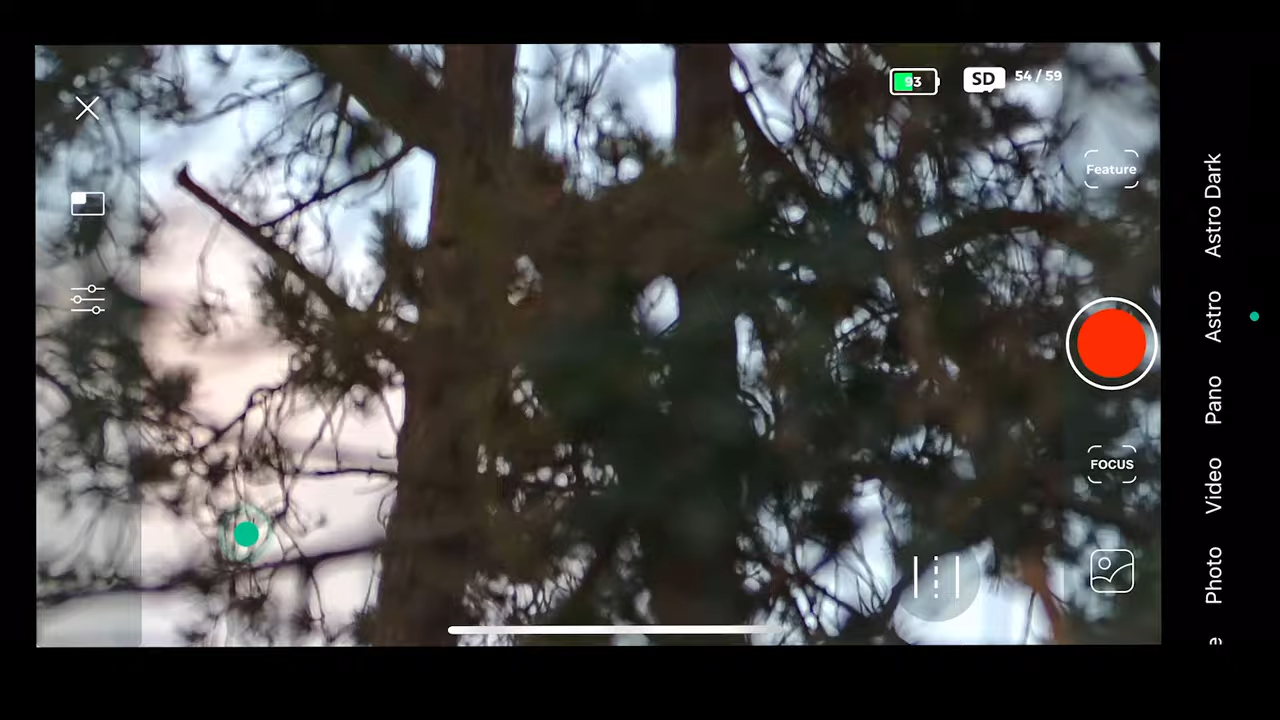 93
SD
54 / 59
Feature
FOCUS
Astro Dark
Astro
Pano
Video
Photo
e